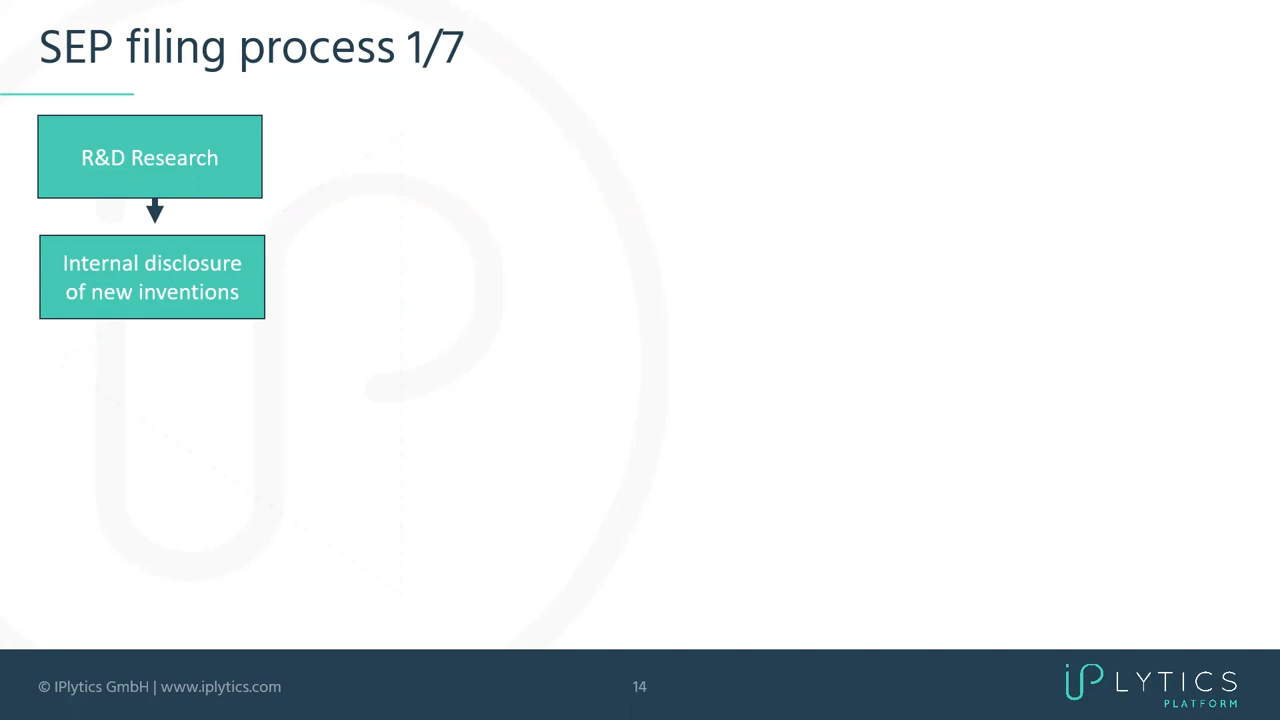 SEP filing process 1/7
R&D Research
Internal disclosure
of new inventions
© IPlytics GmbH | www.iplytics.com
14
iP LYTICS
PLATFORM